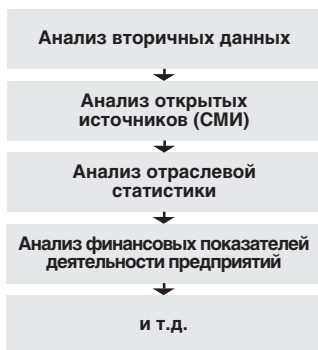 Анализ вторичных данных
Анализ открытых
источников (СМИ)
Анализ отраслевой
статистики
Анализ финансовых показателей
деятельности предприятий
и т.д.